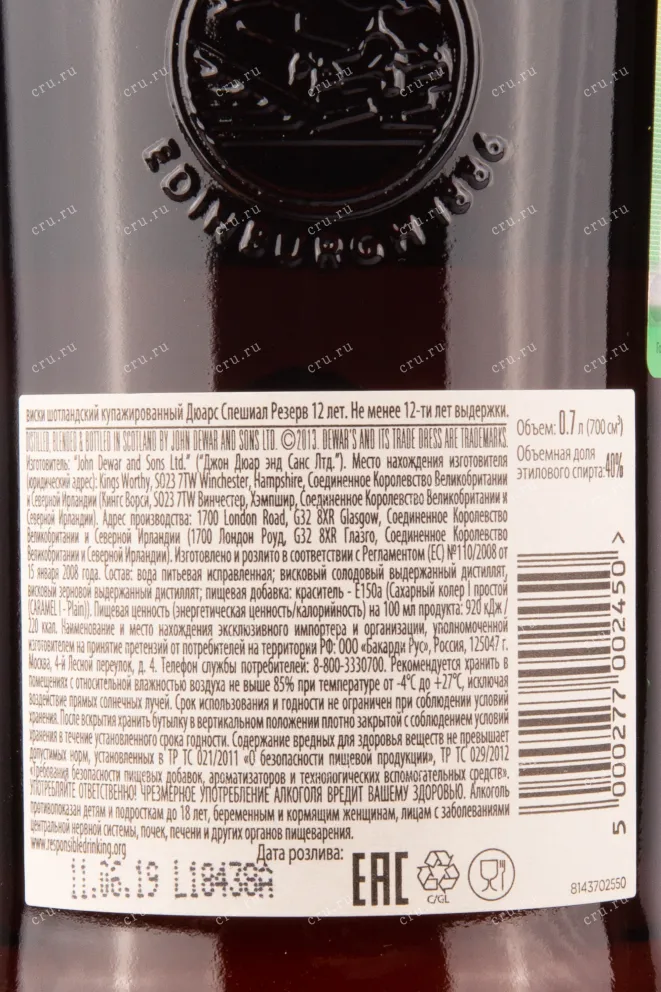 EDINBURGH 1886
виски шотландский купажированный Дюарс Спешиал Резерв 12 лет. Не менее 12-ти лет выдержки.
DISTILLED, BLENDED & BOTTLED IN SCOTLAND BY JOHN DEWAR AND SONS LTD. ©2013. DEWAR'S AND ITS TRADE DRESS ARE TRADEMARKS.
Изготовитель: "John Dewar and Sons Ltd." ("Джон Дюар энд Санс Лтд."). Место нахождения изготовителя
(юридический адрес): Kings Worthy, SO23 7TW Winchester, Hampshire, Соединенное Королевство Великобритании
и Северной Ирландии (Кингс Ворси, SO23 7TW Винчестер, Хэмпшир, Соединенное Королевство Великобритании и
Северной Ирландии). Адрес производства: 1700 London Road, G32 8XR Glasgow, Соединенное Королевство
Великобритании и Северной Ирландии (1700 Лондон Роуд, G32 8XR Глазго, Соединенное Королевство
Великобритании и Северной Ирландии). Изготовлено и розлито в соответствии с Регламентом (ЕС) №110/2008 от
15 января 2008 года. Состав: вода питьевая исправленная; висковый солодовый выдержанный дистиллят,
висковый зерновой выдержанный дистиллят; пищевая добавка: краситель - Е150а (Сахарный колер I простой
(CARAMEL I - Plain)). Пищевая ценность (энергетическая ценность/калорийность) на 100 мл продукта: 920 кДж /
220 ккал. Наименование и место нахождения эксклюзивного импортера и организации, уполномоченной
изготовителем на принятие претензий от потребителей на территории РФ: ООО «Бакарди Рус», Россия, 125047 г.
Москва, 4-й Лесной переулок, д. 4. Телефон службы потребителей: 8-800-3330700. Рекомендуется хранить в
помещениях с относительной влажностью воздуха не выше 85% при температуре от -4°С до +27°С, исключая
воздействие прямых солнечных лучей. Срок использования и годности не ограничен при соблюдении условий
хранения. После вскрытия хранить бутылку в вертикальном положении плотно закрытой с соблюдением условий
хранения в течение установленного срока годности. Содержание вредных для здоровья веществ не превышает
допустимых норм, установленных в ТР ТС 021/2011 «О безопасности пищевой продукции», ТР ТС 029/2012
«Требования безопасности пищевых добавок, ароматизаторов и технологических вспомогательных средств».
УПОТРЕБЛЯЙТЕ ОТВЕТСТВЕННО! ЧРЕЗМЕРНОЕ УПОТРЕБЛЕНИЕ АЛКОГОЛЯ ВРЕДИТ ВАШЕМУ ЗДОРОВЬЮ. Алкоголь
противопоказан детям и подросткам до 18 лет, беременным и кормящим женщинам, лицам с заболеваниями
центральной нервной системы, почек, печени и других органов пищеварения.
www.responsibledrinking.org
Дата розлива:
11.06.19 L18438A
EAC
C/GL
Объем: 0.7 л (700 см³)
Объемная доля
этилового спирта: 40%
5 000277 002450 >
8143702550
cru.ru